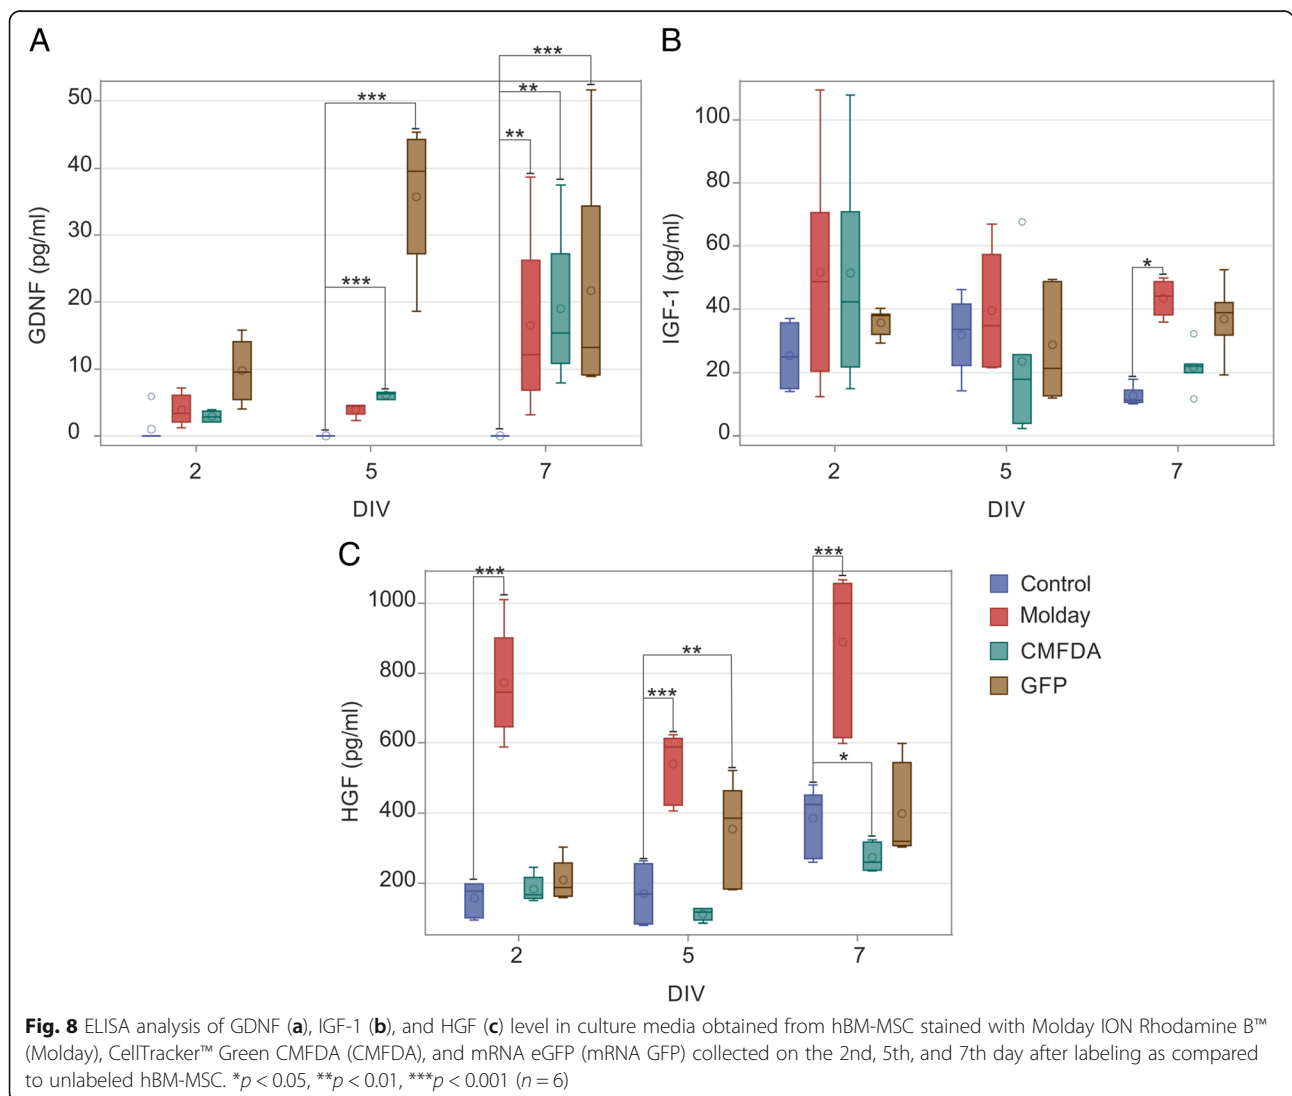 A
GDNF (pg/ml)
50
40
30
20
10
0
***
***
**
**
***
2
5
7
DIV
B
IGF-1 (pg/ml)
100
80
60
40
20
0
*
2
5
7
DIV
C
HGF (pg/ml)
1000
800
600
400
200
***
***
**
***
*
2
5
7
DIV
Control
Molday
CMFDA
GFP
Fig. 8 ELISA analysis of GDNF (a), IGF-1 (b), and HGF (c) level in culture media obtained from hBM-MSC stained with Molday ION Rhodamine B™
(Molday), CellTracker™ Green CMFDA (CMFDA), and mRNA eGFP (mRNA GFP) collected on the 2nd, 5th, and 7th day after labeling as compared
to unlabeled hBM-MSC. *p < 0.05, **p < 0.01, ***p < 0.001 (n = 6)